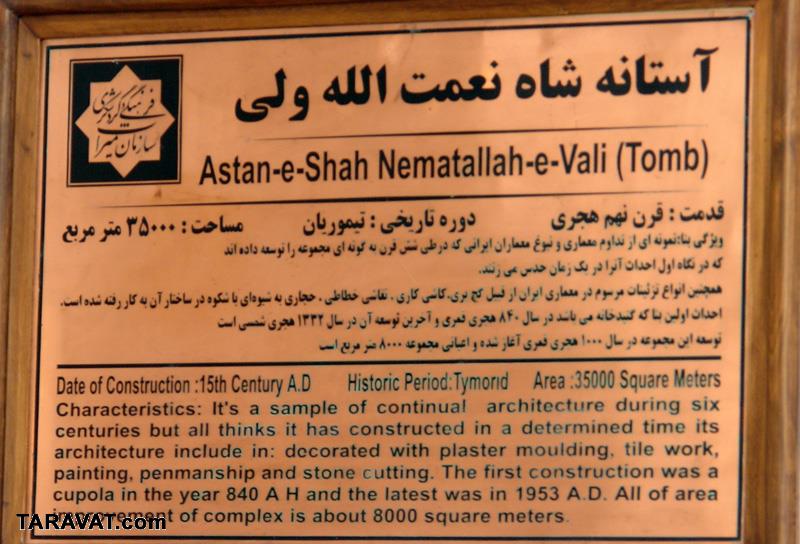 سازمان میراث فرهنگی و گردشگری
آستانه شاه نعمت الله ولی
Astan-e-Shah Nematallah-e-Vali (Tomb)
قدمت : قرن نهم هجری دوره تاریخی : تیموریان مساحت : ۳۵۰۰۰ متر مربع
ویژگی بنا:نمونه ای از تداوم معماری و نبوغ معماران ایرانی که درطی شش قرن به گونه ای مجموعه را توسعه داده اند
که در نگاه اول احداث آنرا در یک زمان حدس می زنند.
همچنین انواع تزئینات مرسوم در معماری ایران از قبیل گچ بری،کاشی کاری ، نقاشی خطاطی ، حجاری به شیوه‌ای با شکوه در ساختار آن به کار رفته شده است.
احداث اولین بنا که گنبدخانه می باشد در سال ۸۴۰ هجری قمری و آخرین توسعه آن در سال ۱۳۳۲ هجری شمسی است
توسعه این مجموعه در سال ۱۰۰۰ هجری قمری آغاز شده و اعیانی مجموعه ۸۰۰۰ متر مربع است
Date of Construction :15th Century A.D Historic Period:Tymorid Area :35000 Square Meters
Characteristics: It's a sample of continual architecture during six
centuries but all thinks it has constructed in a determined time its
architecture include in: decorated with plaster moulding, tile work,
painting, penmanship and stone cutting. The first construction was a
cupola in the year 840 A H and the latest was in 1953 A.D. All of area
improvement of complex is about 8000 square meters.
TARAVAT.com